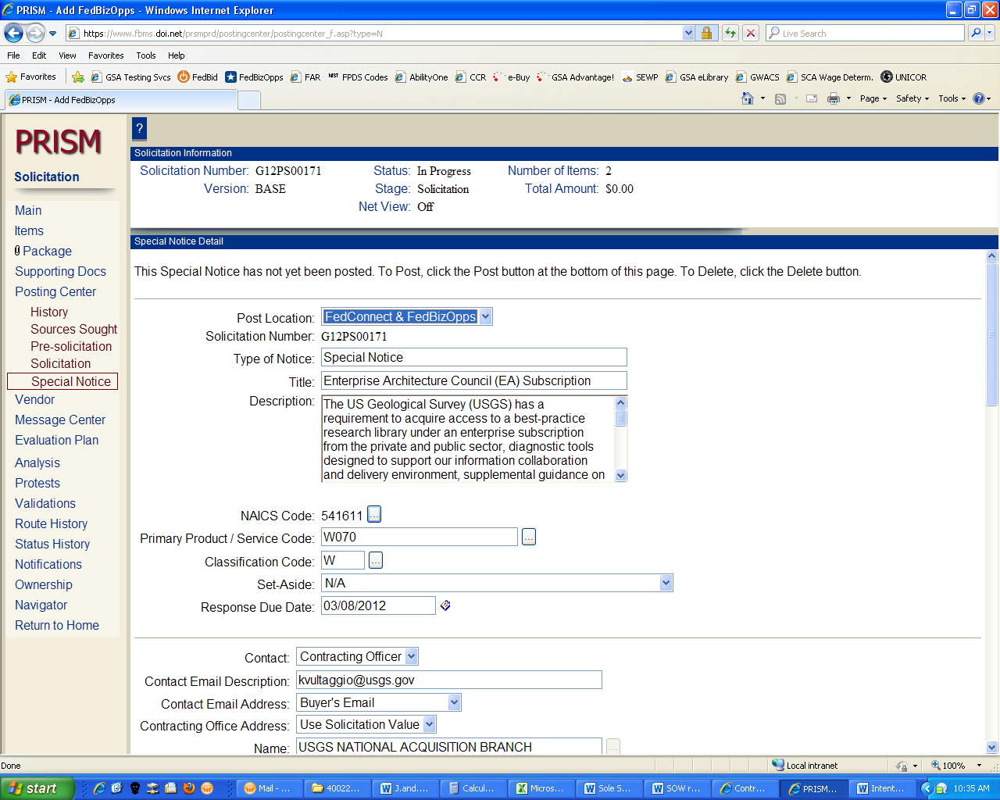 PRISM - Add FedBizOpps - Windows Internet Explorer
https://www.fbms.doi.net/prsmprd/postingcenter/postingcenter_f.asp?type=N
Live Search
File Edit View Favorites Tools Help
Favorites GSA Testing Svcs FedBid FedBizOpps FAR NIST FPDS Codes AbilityOne CCR e-Buy GSA Advantage! SEWP GSA eLibrary GWACS SCA Wage Determ. UNICOR
PRISM - Add FedBizOpps
Page Safety Tools
PRISM
Solicitation
Main
Items
Package
Supporting Docs
Posting Center
History
Sources Sought
Pre-solicitation
Solicitation
Special Notice
Vendor
Message Center
Evaluation Plan
Analysis
Protests
Validations
Route History
Status History
Notifications
Ownership
Navigator
Return to Home
?
Solicitation Information
Solicitation Number: G12PS00171 Status: In Progress Number of Items: 2
Version: BASE Stage: Solicitation Total Amount: $0.00
Net View: Off
Special Notice Detail
This Special Notice has not yet been posted. To Post, click the Post button at the bottom of this page. To Delete, click the Delete button.
Post Location: FedConnect & FedBizOpps
Solicitation Number: G12PS00171
Type of Notice: Special Notice
Title: Enterprise Architecture Council (EA) Subscription
Description: The US Geological Survey (USGS) has a
requirement to acquire access to a best-practice
research library under an enterprise subscription
from the private and public sector, diagnostic tools
designed to support our information collaboration
and delivery environment, supplemental guidance on
NAICS Code: 541611 ...
Primary Product / Service Code: W070 ...
Classification Code: W ...
Set-Aside: N/A
Response Due Date: 03/08/2012
Contact: Contracting Officer
Contact Email Description: kvultaggio@usgs.gov
Contact Email Address: Buyer's Email
Contracting Office Address: Use Solicitation Value
Name: USGS NATIONAL ACQUISITION BRANCH ...
Done Local intranet 100%
start Mail - ... 40022... J.and.... Calcul... Micros... Sole S... SOW r... Contr... PRISM... Intent... 10:35 AM